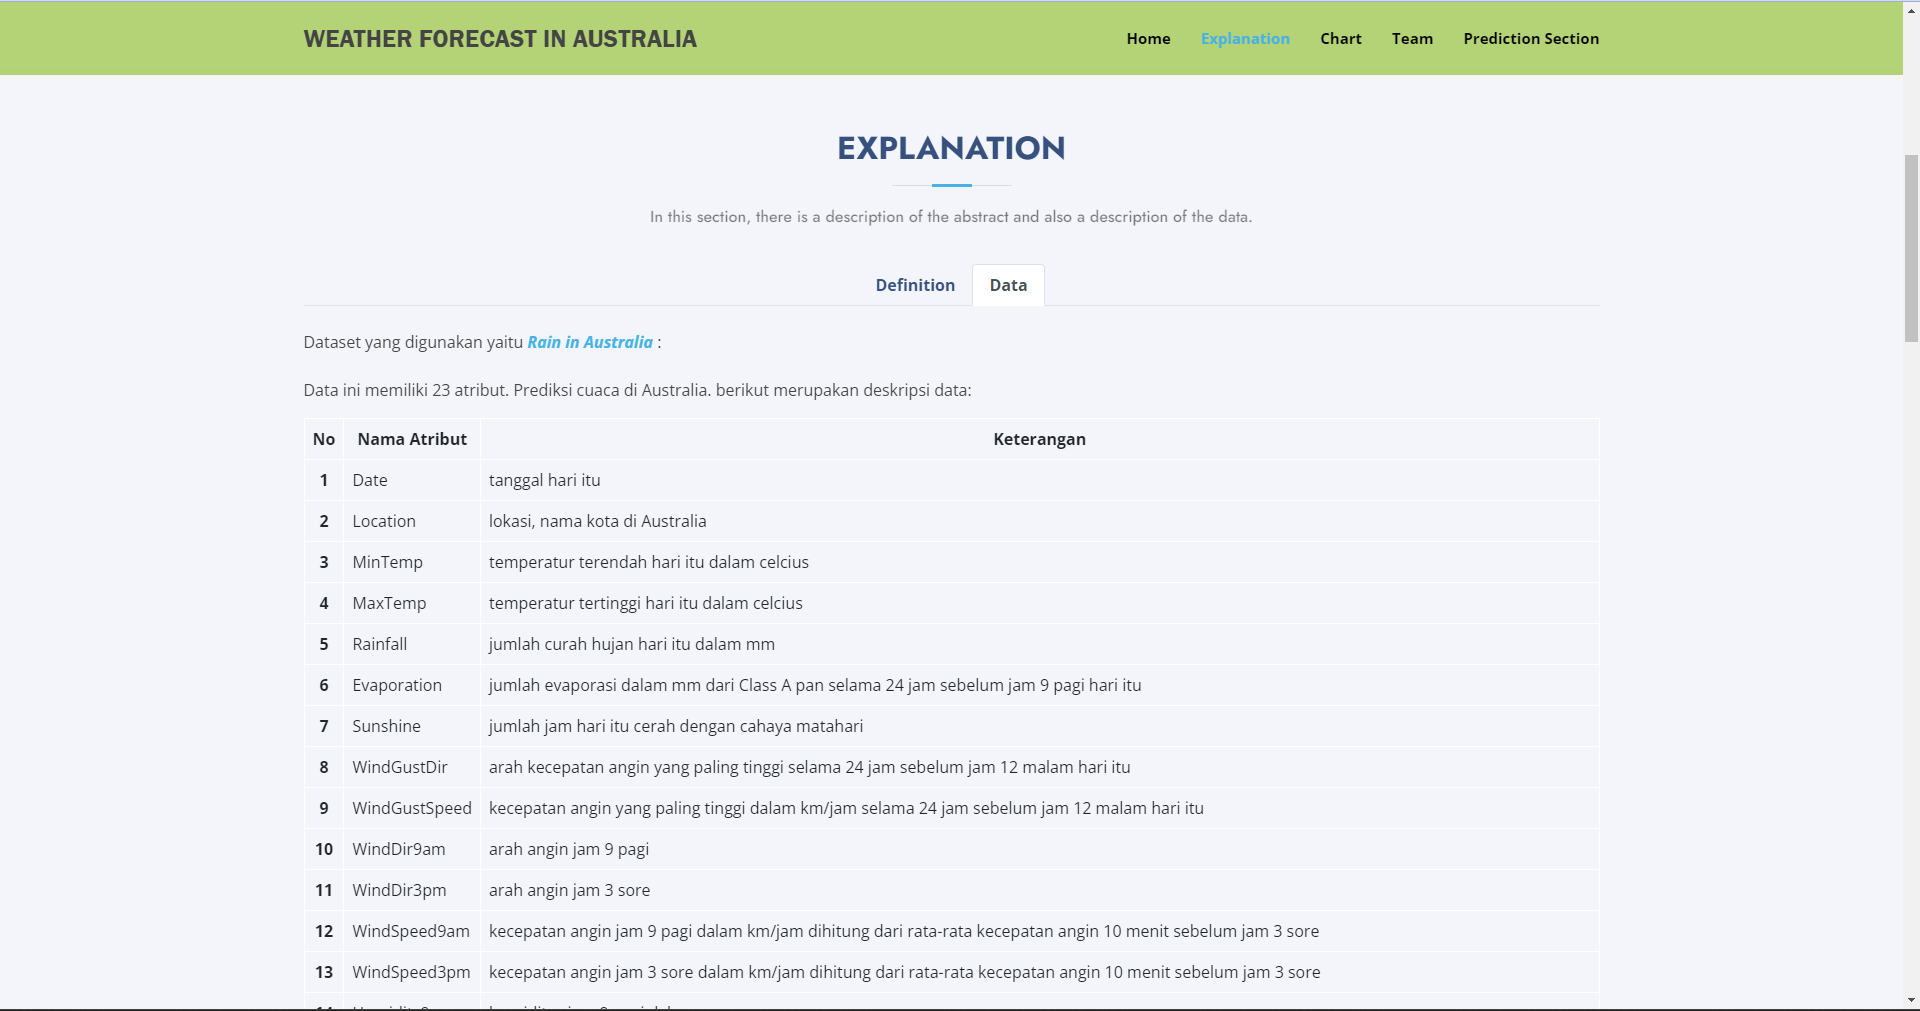 WEATHER FORECAST IN AUSTRALIA
Home Explanation Chart Team Prediction Section
EXPLANATION
In this section, there is a description of the abstract and also a description of the data.
Definition Data
Dataset yang digunakan yaitu Rain in Australia :
Data ini memiliki 23 atribut. Prediksi cuaca di Australia. berikut merupakan deskripsi data:
No Nama Atribut Keterangan
1 Date tanggal hari itu
2 Location lokasi, nama kota di Australia
3 MinTemp temperatur terendah hari itu dalam celcius
4 MaxTemp temperatur tertinggi hari itu dalam celcius
5 Rainfall jumlah curah hujan hari itu dalam mm
6 Evaporation jumlah evaporasi dalam mm dari Class A pan selama 24 jam sebelum jam 9 pagi hari itu
7 Sunshine jumlah jam hari itu cerah dengan cahaya matahari
8 WindGustDir arah kecepatan angin yang paling tinggi selama 24 jam sebelum jam 12 malam hari itu
9 WindGustSpeed kecepatan angin yang paling tinggi dalam km/jam selama 24 jam sebelum jam 12 malam hari itu
10 WindDir9am arah angin jam 9 pagi
11 WindDir3pm arah angin jam 3 sore
12 WindSpeed9am kecepatan angin jam 9 pagi dalam km/jam dihitung dari rata-rata kecepatan angin 10 menit sebelum jam 3 sore
13 WindSpeed3pm kecepatan angin jam 3 sore dalam km/jam dihitung dari rata-rata kecepatan angin 10 menit sebelum jam 3 sore